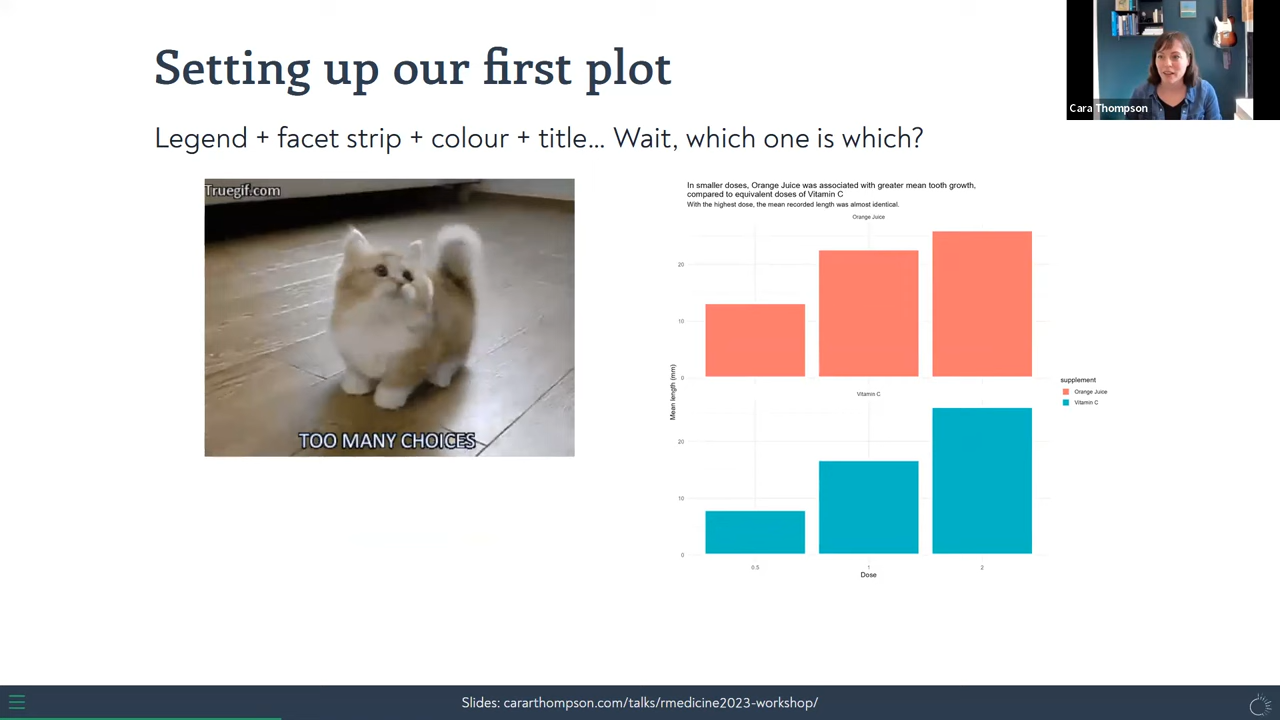 Setting up our first plot
Cara Thompson
Legend + facet strip + colour + title... Wait, which one is which?
Truegif.com
TOO MANY CHOICES
In smaller doses, Orange Juice was associated with greater mean tooth growth,
compared to equivalent doses of Vitamin C
With the highest dose, the mean recorded length was almost identical.
Orange Juice
20
10
0
Mean length (mm)
Vitamin C
20
10
0
0.5
1
2
Dose
supplement
Orange Juice
Vitamin C
Slides: cararthompson.com/talks/rmedicine2023-workshop/